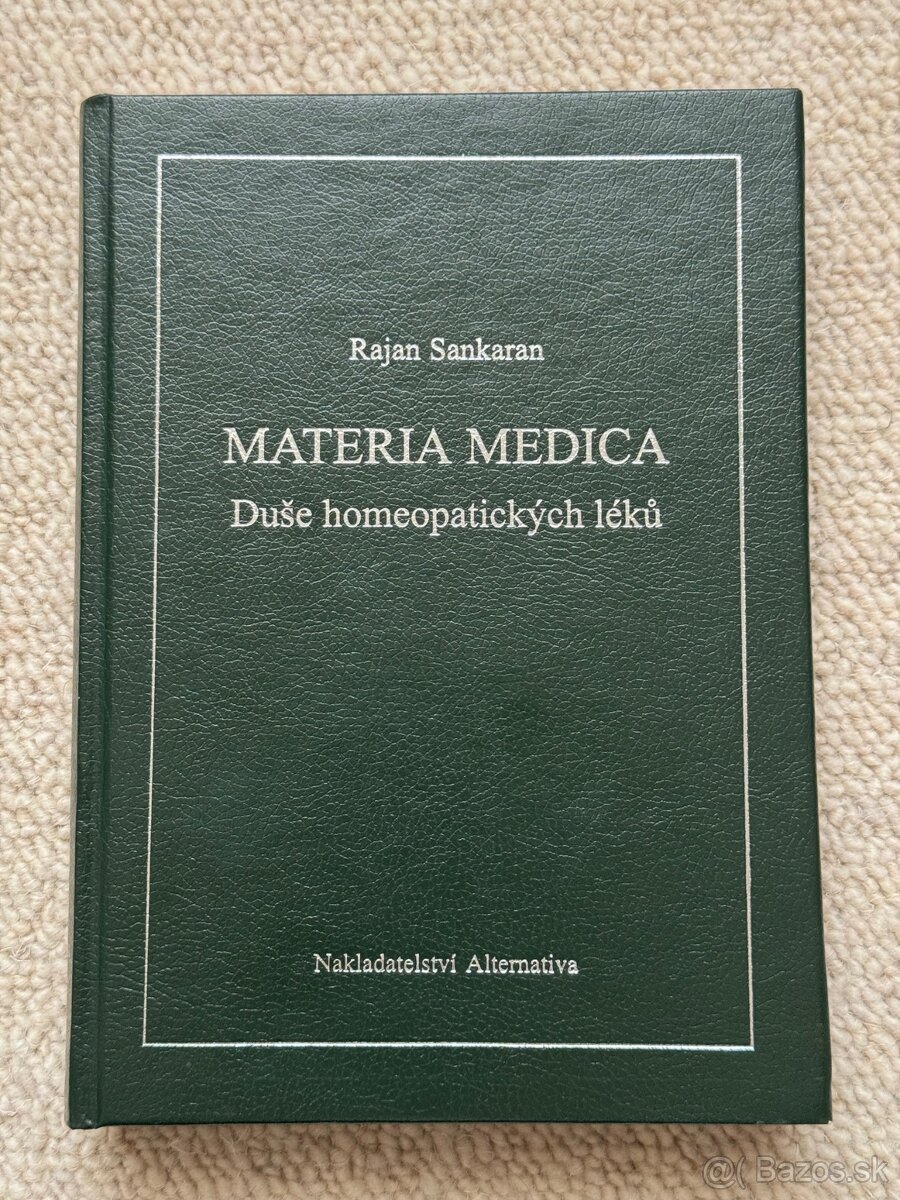 Rajan Sankaran
MATERIA MEDICA
Duše homeopatických léků
Nakladatelství Alternativa
@( Bazos.sk